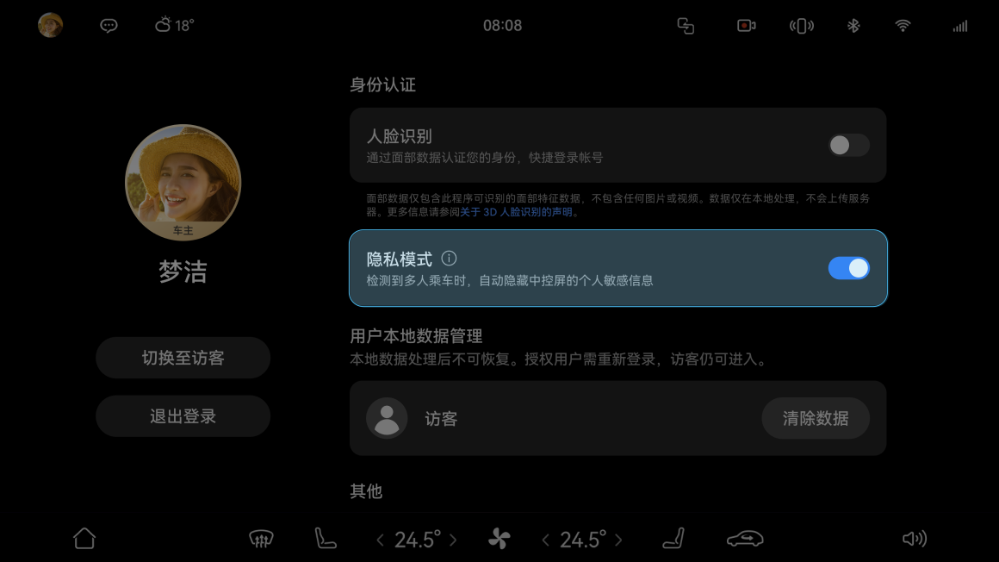 18°
08:08
身份认证
人脸识别
通过面部数据认证您的身份，快捷登录帐号
面部数据仅包含此程序可识别的面部特征数据，不包含任何图片或视频。数据仅在本地处理，不会上传服务
器。更多信息请参阅关于 3D 人脸识别的声明。
车主
梦洁
隐私模式
检测到多人乘车时，自动隐藏中控屏的个人敏感信息
用户本地数据管理
本地数据处理后不可恢复。授权用户需重新登录，访客仍可进入。
切换至访客
退出登录
访客
清除数据
其他
24.5°
24.5°